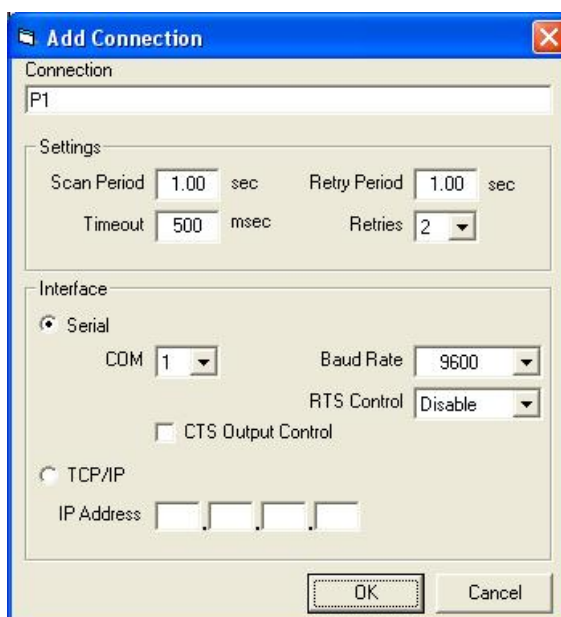 Add Connection
Connection
P1
Settings
Scan Period 1.00 sec Retry Period 1.00 sec
Timeout 500 msec Retries 2
Interface
Serial
COM 1 Baud Rate 9600
RTS Control Disable
CTS Output Control
TCP/IP
IP Address . . .
OK Cancel